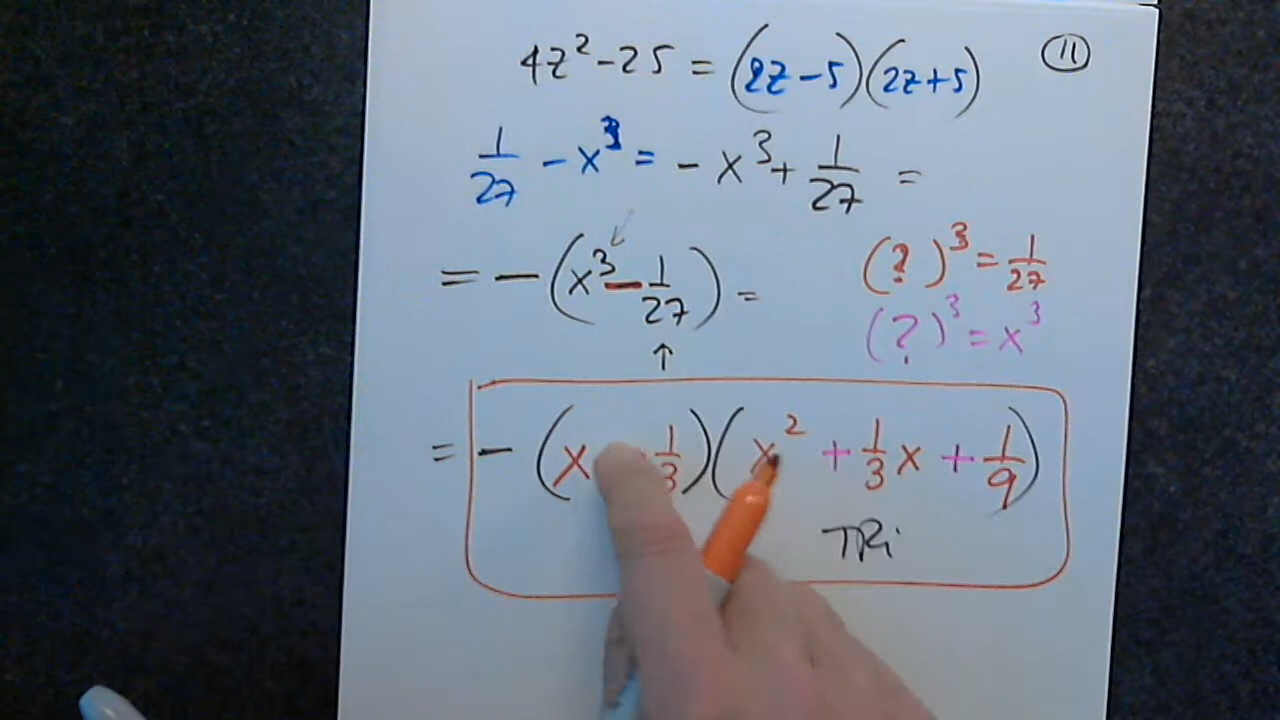 4z² - 25 = (2z - 5)(2z + 5) ⑪
1/27 - x³ = - x³ + 1/27 =
= - (x³ - 1/27) =
(?)³ = 1/27
(?)³ = x³
↑
= - (x 1/3)(x² + 1/3 x + 1/9)
TRi